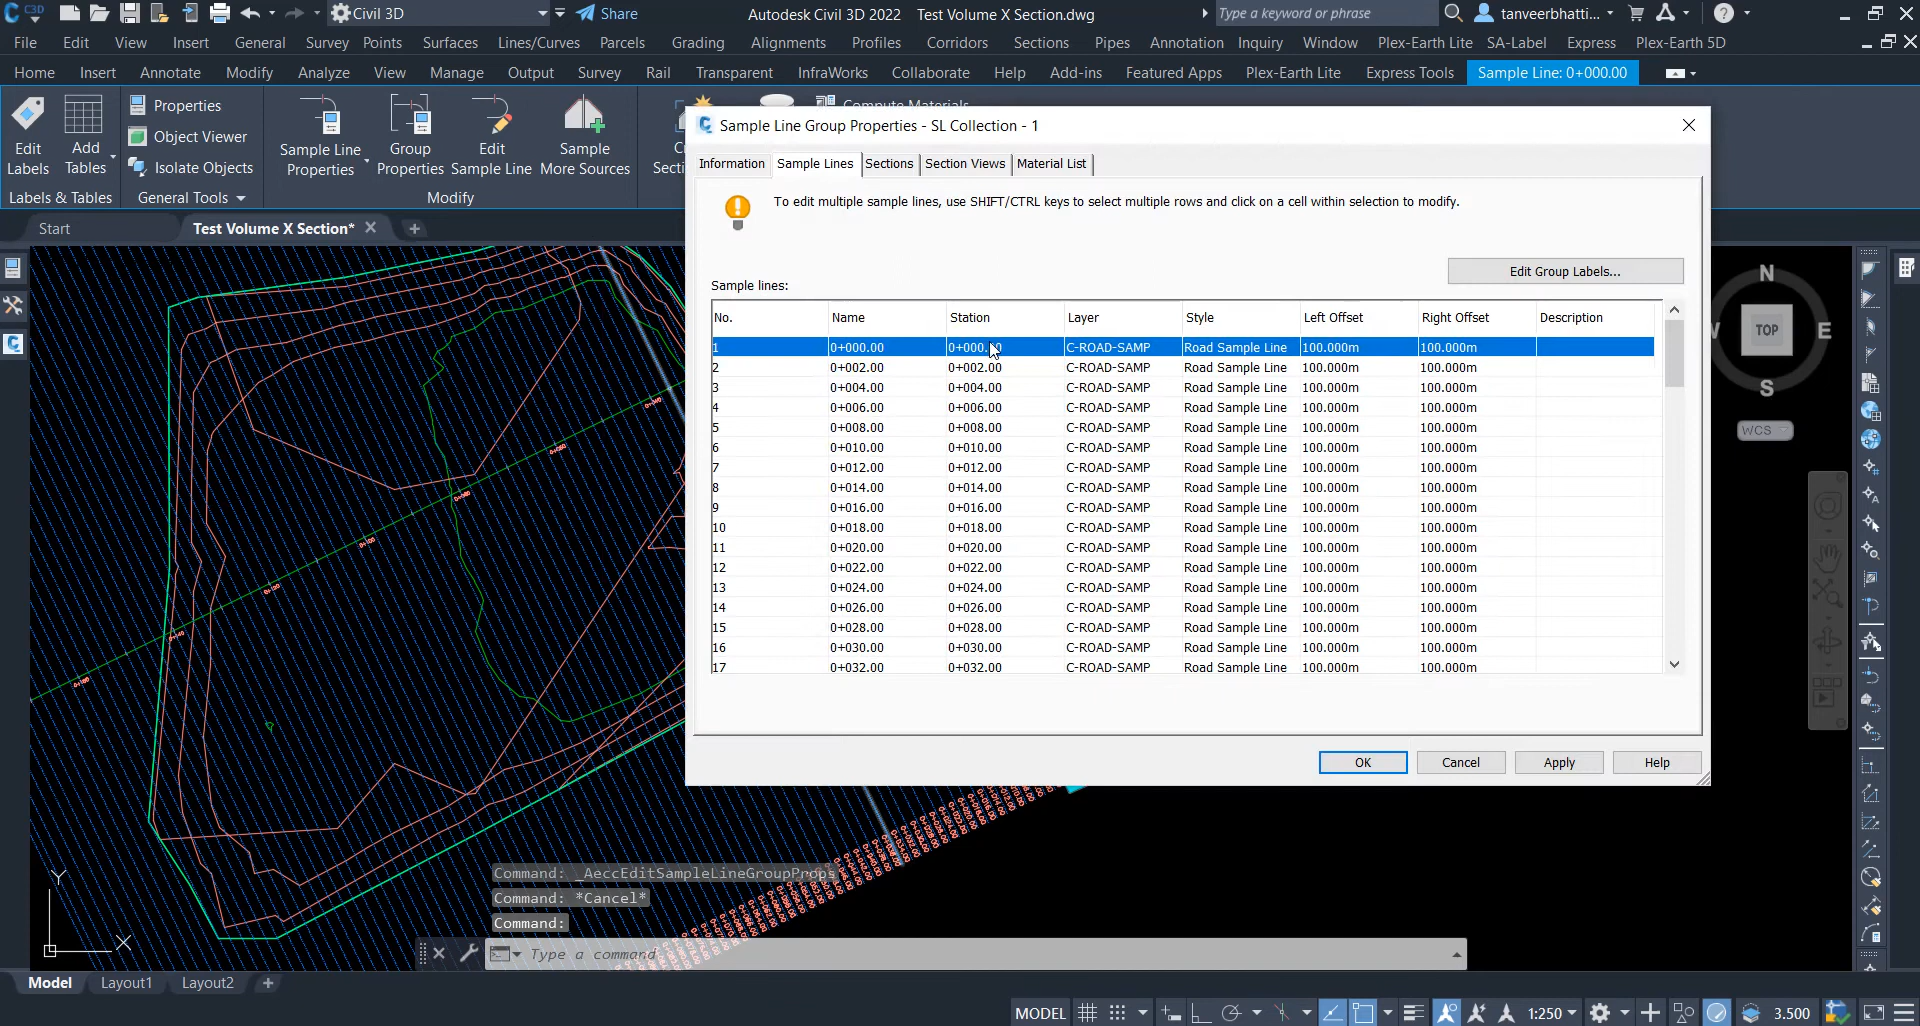 C3D
Civil 3D
Share
Autodesk Civil 3D 2022 Test Volume X Section.dwg
Type a keyword or phrase
tanveerbhatti...
File Edit View Insert General Survey Points Surfaces Lines/Curves Parcels Grading Alignments Profiles Corridors Sections Pipes Annotation Inquiry Window Plex-Earth Lite SA-Label Express Plex-Earth 5D
Home Insert Annotate Modify Analyze View Manage Output Survey Rail Transparent InfraWorks Collaborate Help Add-ins Featured Apps Plex-Earth Lite Express Tools Sample Line: 0+000.00
Edit Labels
Add Tables
Labels & Tables
Properties
Object Viewer
Isolate Objects
General Tools
Sample Line Properties
Group Properties
Edit Sample Line
Sample More Sources
Modify
Compute Materials
Start
Test Volume X Section*
Sample Line Group Properties - SL Collection - 1
Information Sample Lines Sections Section Views Material List
To edit multiple sample lines, use SHIFT/CTRL keys to select multiple rows and click on a cell within selection to modify.
Edit Group Labels...
Sample lines:
No. Name Station Layer Style Left Offset Right Offset Description
1 0+000.00 0+000.00 C-ROAD-SAMP Road Sample Line 100.000m 100.000m
2 0+002.00 0+002.00 C-ROAD-SAMP Road Sample Line 100.000m 100.000m
3 0+004.00 0+004.00 C-ROAD-SAMP Road Sample Line 100.000m 100.000m
4 0+006.00 0+006.00 C-ROAD-SAMP Road Sample Line 100.000m 100.000m
5 0+008.00 0+008.00 C-ROAD-SAMP Road Sample Line 100.000m 100.000m
6 0+010.00 0+010.00 C-ROAD-SAMP Road Sample Line 100.000m 100.000m
7 0+012.00 0+012.00 C-ROAD-SAMP Road Sample Line 100.000m 100.000m
8 0+014.00 0+014.00 C-ROAD-SAMP Road Sample Line 100.000m 100.000m
9 0+016.00 0+016.00 C-ROAD-SAMP Road Sample Line 100.000m 100.000m
10 0+018.00 0+018.00 C-ROAD-SAMP Road Sample Line 100.000m 100.000m
11 0+020.00 0+020.00 C-ROAD-SAMP Road Sample Line 100.000m 100.000m
12 0+022.00 0+022.00 C-ROAD-SAMP Road Sample Line 100.000m 100.000m
13 0+024.00 0+024.00 C-ROAD-SAMP Road Sample Line 100.000m 100.000m
14 0+026.00 0+026.00 C-ROAD-SAMP Road Sample Line 100.000m 100.000m
15 0+028.00 0+028.00 C-ROAD-SAMP Road Sample Line 100.000m 100.000m
16 0+030.00 0+030.00 C-ROAD-SAMP Road Sample Line 100.000m 100.000m
17 0+032.00 0+032.00 C-ROAD-SAMP Road Sample Line 100.000m 100.000m
OK Cancel Apply Help
N
TOP
E
S
WCS
Command: _AeccEditSampleLineGroupProps
Command: *Cancel*
Command:
Type a command
Y
X
Model Layout1 Layout2
MODEL 1:250 3.500